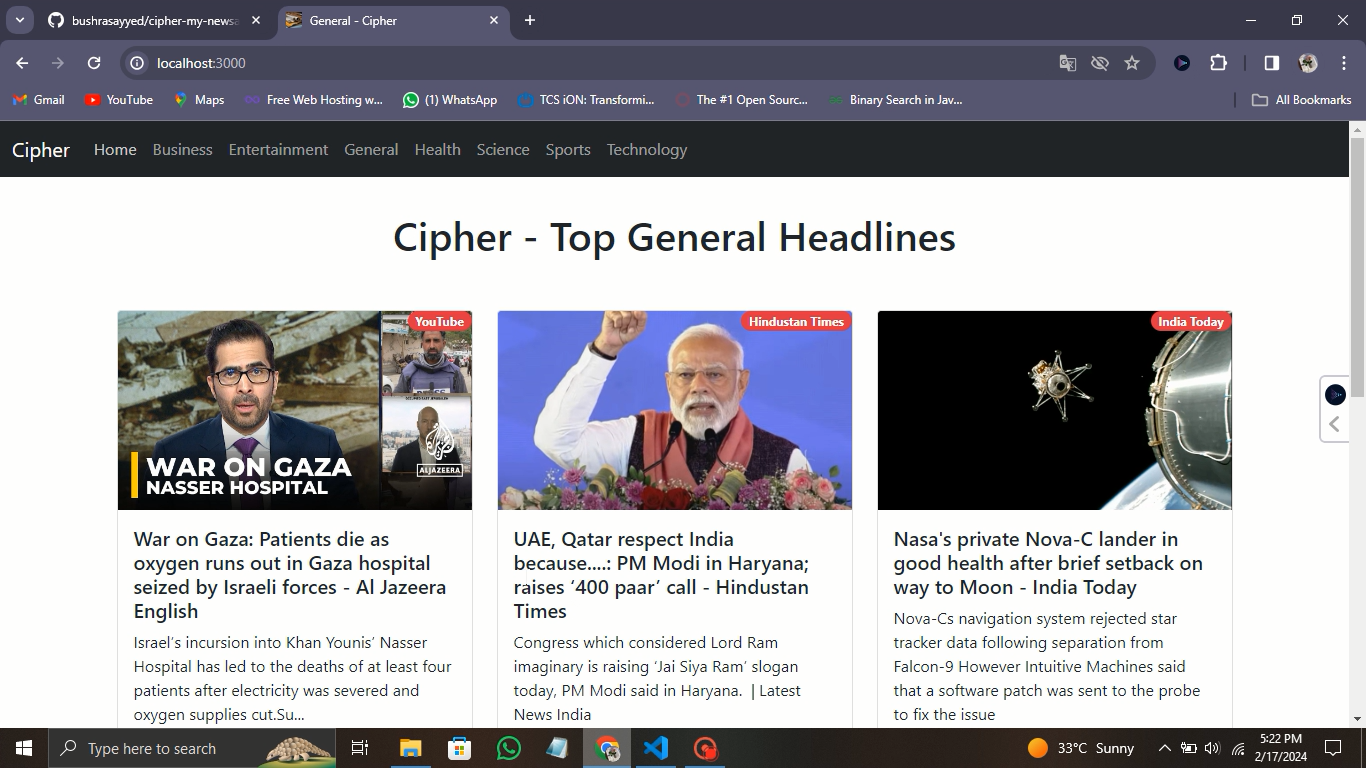 bushrasayyed/cipher-my-newsa
General - Cipher
localhost:3000
Gmail
YouTube
Maps
Free Web Hosting w...
(1) WhatsApp
TCS iON: Transformi...
The #1 Open Sourc...
Binary Search in Jav...
All Bookmarks
Cipher
Home
Business
Entertainment
General
Health
Science
Sports
Technology
Cipher - Top General Headlines
YouTube
WAR ON GAZA
NASSER HOSPITAL
ALJAZEERA
War on Gaza: Patients die as
oxygen runs out in Gaza hospital
seized by Israeli forces - Al Jazeera
English
Israel’s incursion into Khan Younis’ Nasser
Hospital has led to the deaths of at least four
patients after electricity was severed and
oxygen supplies cut.Su...
Hindustan Times
UAE, Qatar respect India
because....: PM Modi in Haryana;
raises ‘400 paar’ call - Hindustan
Times
Congress which considered Lord Ram
imaginary is raising ‘Jai Siya Ram’ slogan
today, PM Modi said in Haryana. | Latest
News India
India Today
Nasa's private Nova-C lander in
good health after brief setback on
way to Moon - India Today
Nova-Cs navigation system rejected star
tracker data following separation from
Falcon-9 However Intuitive Machines said
that a software patch was sent to the probe
to fix the issue
Type here to search
33°C Sunny
5:22 PM
2/17/2024